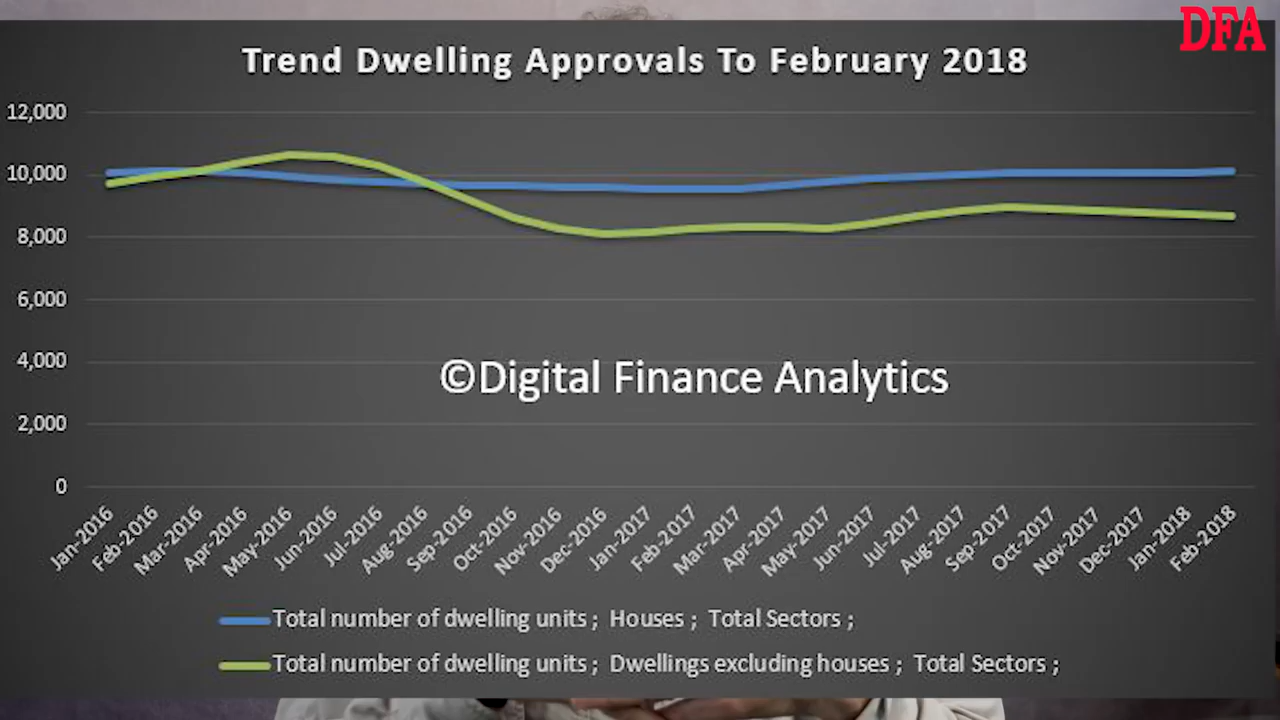 DFA
Trend Dwelling Approvals To February 2018
12,000
10,000
8,000
6,000
4,000
2,000
0
©Digital Finance Analytics
Jan-2016
Feb-2016
Mar-2016
Apr-2016
May-2016
Jun-2016
Jul-2016
Aug-2016
Sep-2016
Oct-2016
Nov-2016
Dec-2016
Jan-2017
Feb-2017
Mar-2017
Apr-2017
May-2017
Jun-2017
Jul-2017
Aug-2017
Sep-2017
Oct-2017
Nov-2017
Dec-2017
Jan-2018
Feb-2018
Total number of dwelling units ; Houses ; Total Sectors ;
Total number of dwelling units ; Dwellings excluding houses ; Total Sectors ;